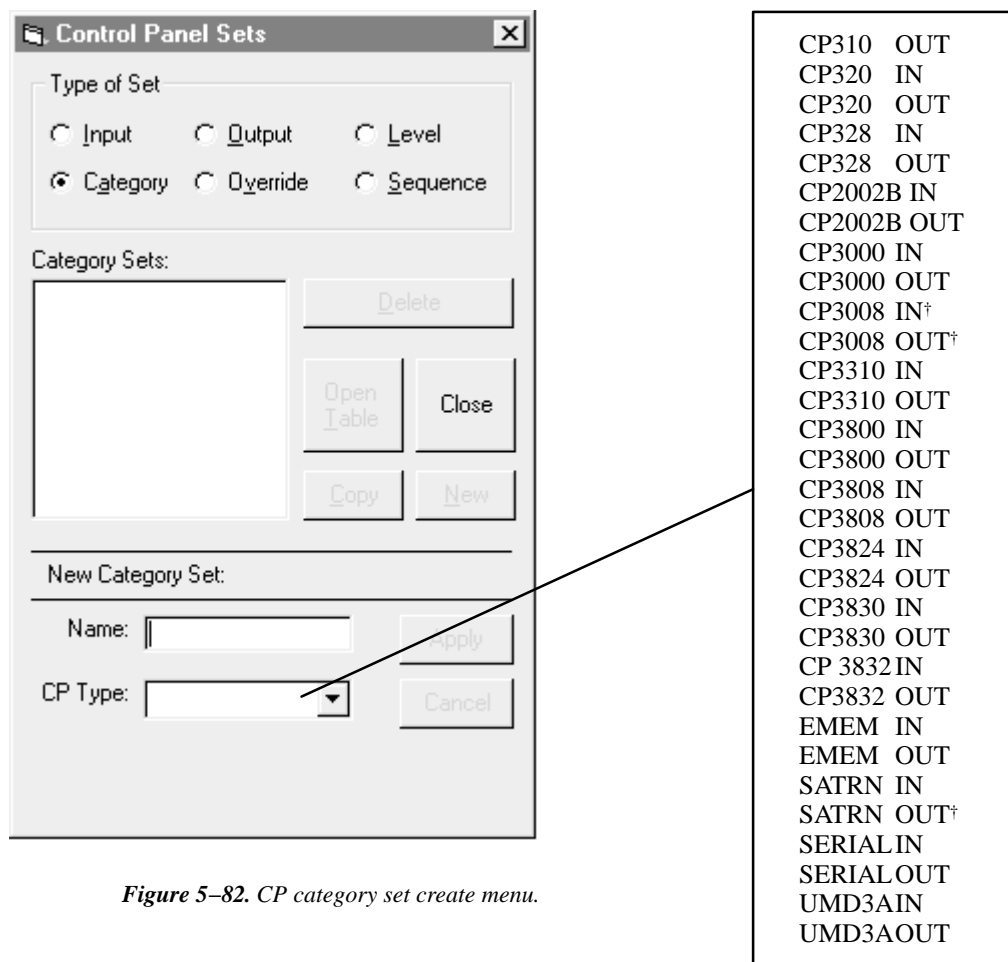 Control Panel Sets
Type of Set
Input Output Level
Category Override Sequence
Category Sets:
Delete
Open Table
Close
Copy New
New Category Set:
Name:
Apply
CP Type:
Cancel
Figure 5–82. CP category set create menu.
CP310 OUT
CP320 IN
CP320 OUT
CP328 IN
CP328 OUT
CP2002B IN
CP2002B OUT
CP3000 IN
CP3000 OUT
CP3008 IN†
CP3008 OUT†
CP3310 IN
CP3310 OUT
CP3800 IN
CP3800 OUT
CP3808 IN
CP3808 OUT
CP3824 IN
CP3824 OUT
CP3830 IN
CP3830 OUT
CP 3832 IN
CP3832 OUT
EMEM IN
EMEM OUT
SATRN IN
SATRN OUT†
SERIAL IN
SERIAL OUT
UMD3A IN
UMD3A OUT